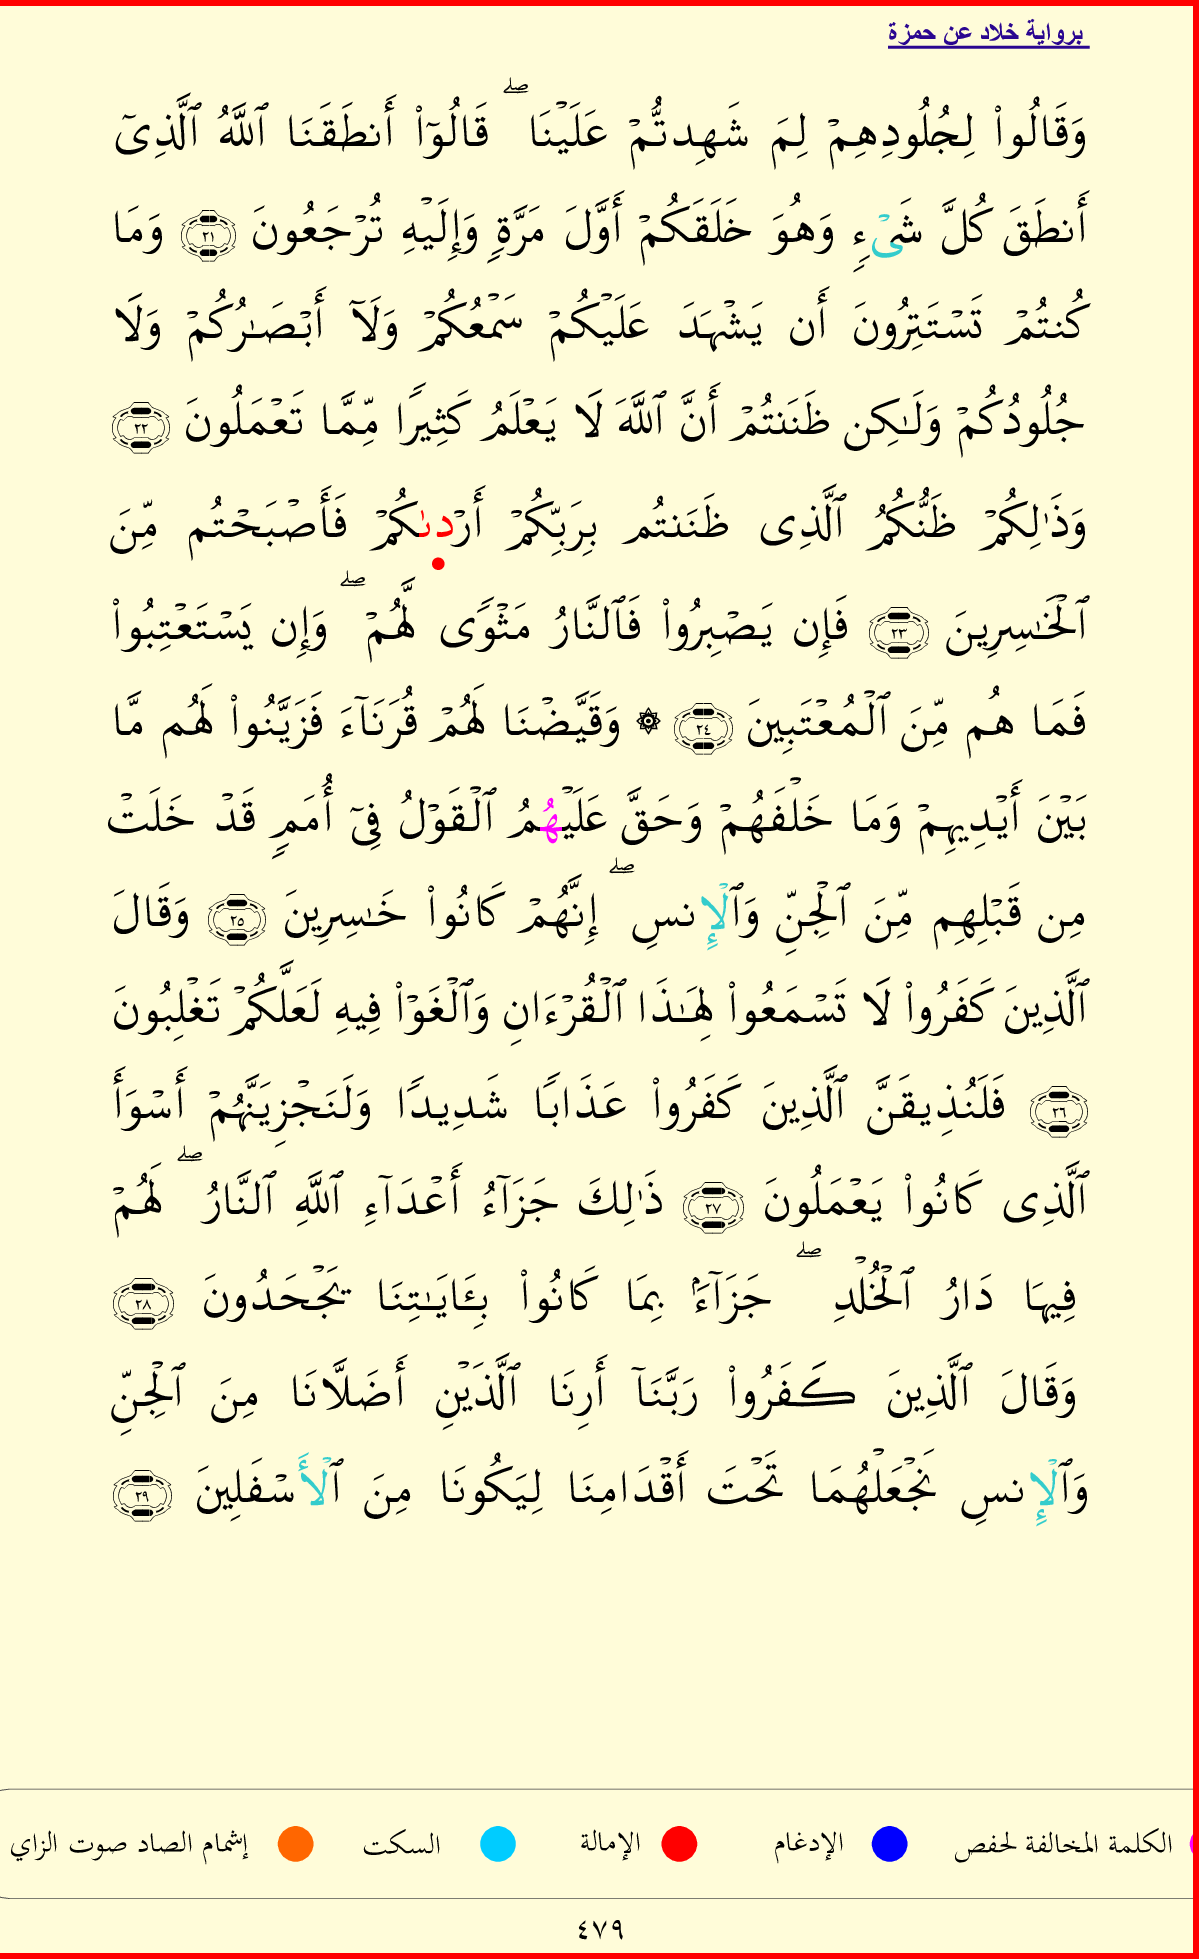 برواية خلاد عن حمزة
وَقَالُوا۟ لِجُلُودِهِمْ لِمَ شَهِدتُّمْ عَلَيْنَا ۖ قَالُوٓا۟ أَنطَقَنَا ٱللَّهُ ٱلَّذِىٓ
أَنطَقَ كُلَّ شَىْءٍ وَهُوَ خَلَقَكُمْ أَوَّلَ مَرَّةٍ وَإِلَيْهِ تُرْجَعُونَ ٢١ وَمَا
كُنتُمْ تَسْتَتِرُونَ أَن يَشْهَدَ عَلَيْكُمْ سَمْعُكُمْ وَلَآ أَبْصَـٰرُكُمْ وَلَا
جُلُودُكُمْ وَلَـٰكِن ظَنَنتُمْ أَنَّ ٱللَّهَ لَا يَعْلَمُ كَثِيرًا مِّمَّا تَعْمَلُونَ ٢٢
وَذَٰلِكُمْ ظَنُّكُمُ ٱلَّذِى ظَنَنتُم بِرَبِّكُمْ أَرْدىٰكُمْ فَأَصْبَحْتُم مِّنَ
ٱلْخَـٰسِرِينَ ٢٣ فَإِن يَصْبِرُوا۟ فَٱلنَّارُ مَثْوًى لَّهُمْ ۖ وَإِن يَسْتَعْتِبُوا۟
فَمَا هُم مِّنَ ٱلْمُعْتَبِينَ ٢٤ ۞ وَقَيَّضْنَا لَهُمْ قُرَنَآءَ فَزَيَّنُوا۟ لَهُم مَّا
بَيْنَ أَيْدِيهِمْ وَمَا خَلْفَهُمْ وَحَقَّ عَلَيْهُمُ ٱلْقَوْلُ فِىٓ أُمَمٍ قَدْ خَلَتْ
مِن قَبْلِهِم مِّنَ ٱلْجِنِّ وَٱلْإِنسِ ۖ إِنَّهُمْ كَانُوا۟ خَـٰسِرِينَ ٢٥ وَقَالَ
ٱلَّذِينَ كَفَرُوا۟ لَا تَسْمَعُوا۟ لِهَـٰذَا ٱلْقُرْءَانِ وَٱلْغَوْا۟ فِيهِ لَعَلَّكُمْ تَغْلِبُونَ
٢٦ فَلَنُذِيقَنَّ ٱلَّذِينَ كَفَرُوا۟ عَذَابًا شَدِيدًا وَلَنَجْزِيَنَّهُمْ أَسْوَأَ
ٱلَّذِى كَانُوا۟ يَعْمَلُونَ ٢٧ ذَٰلِكَ جَزَآءُ أَعْدَآءِ ٱللَّهِ ٱلنَّارُ ۖ لَهُمْ
فِيهَا دَارُ ٱلْخُلْدِ ۖ جَزَآءًۢ بِمَا كَانُوا۟ بِـَٔايَـٰتِنَا يَجْحَدُونَ ٢٨
وَقَالَ ٱلَّذِينَ كَفَرُوا۟ رَبَّنَآ أَرِنَا ٱلَّذَيْنِ أَضَلَّانَا مِنَ ٱلْجِنِّ
وَٱلْإِنسِ نَجْعَلْهُمَا تَحْتَ أَقْدَامِنَا لِيَكُونَا مِنَ ٱلْأَسْفَلِينَ ٢٩
الكلمة المخالفة لحفص الإدغام الإمالة السكت إشمام الصاد صوت الزاي
٤٧٩